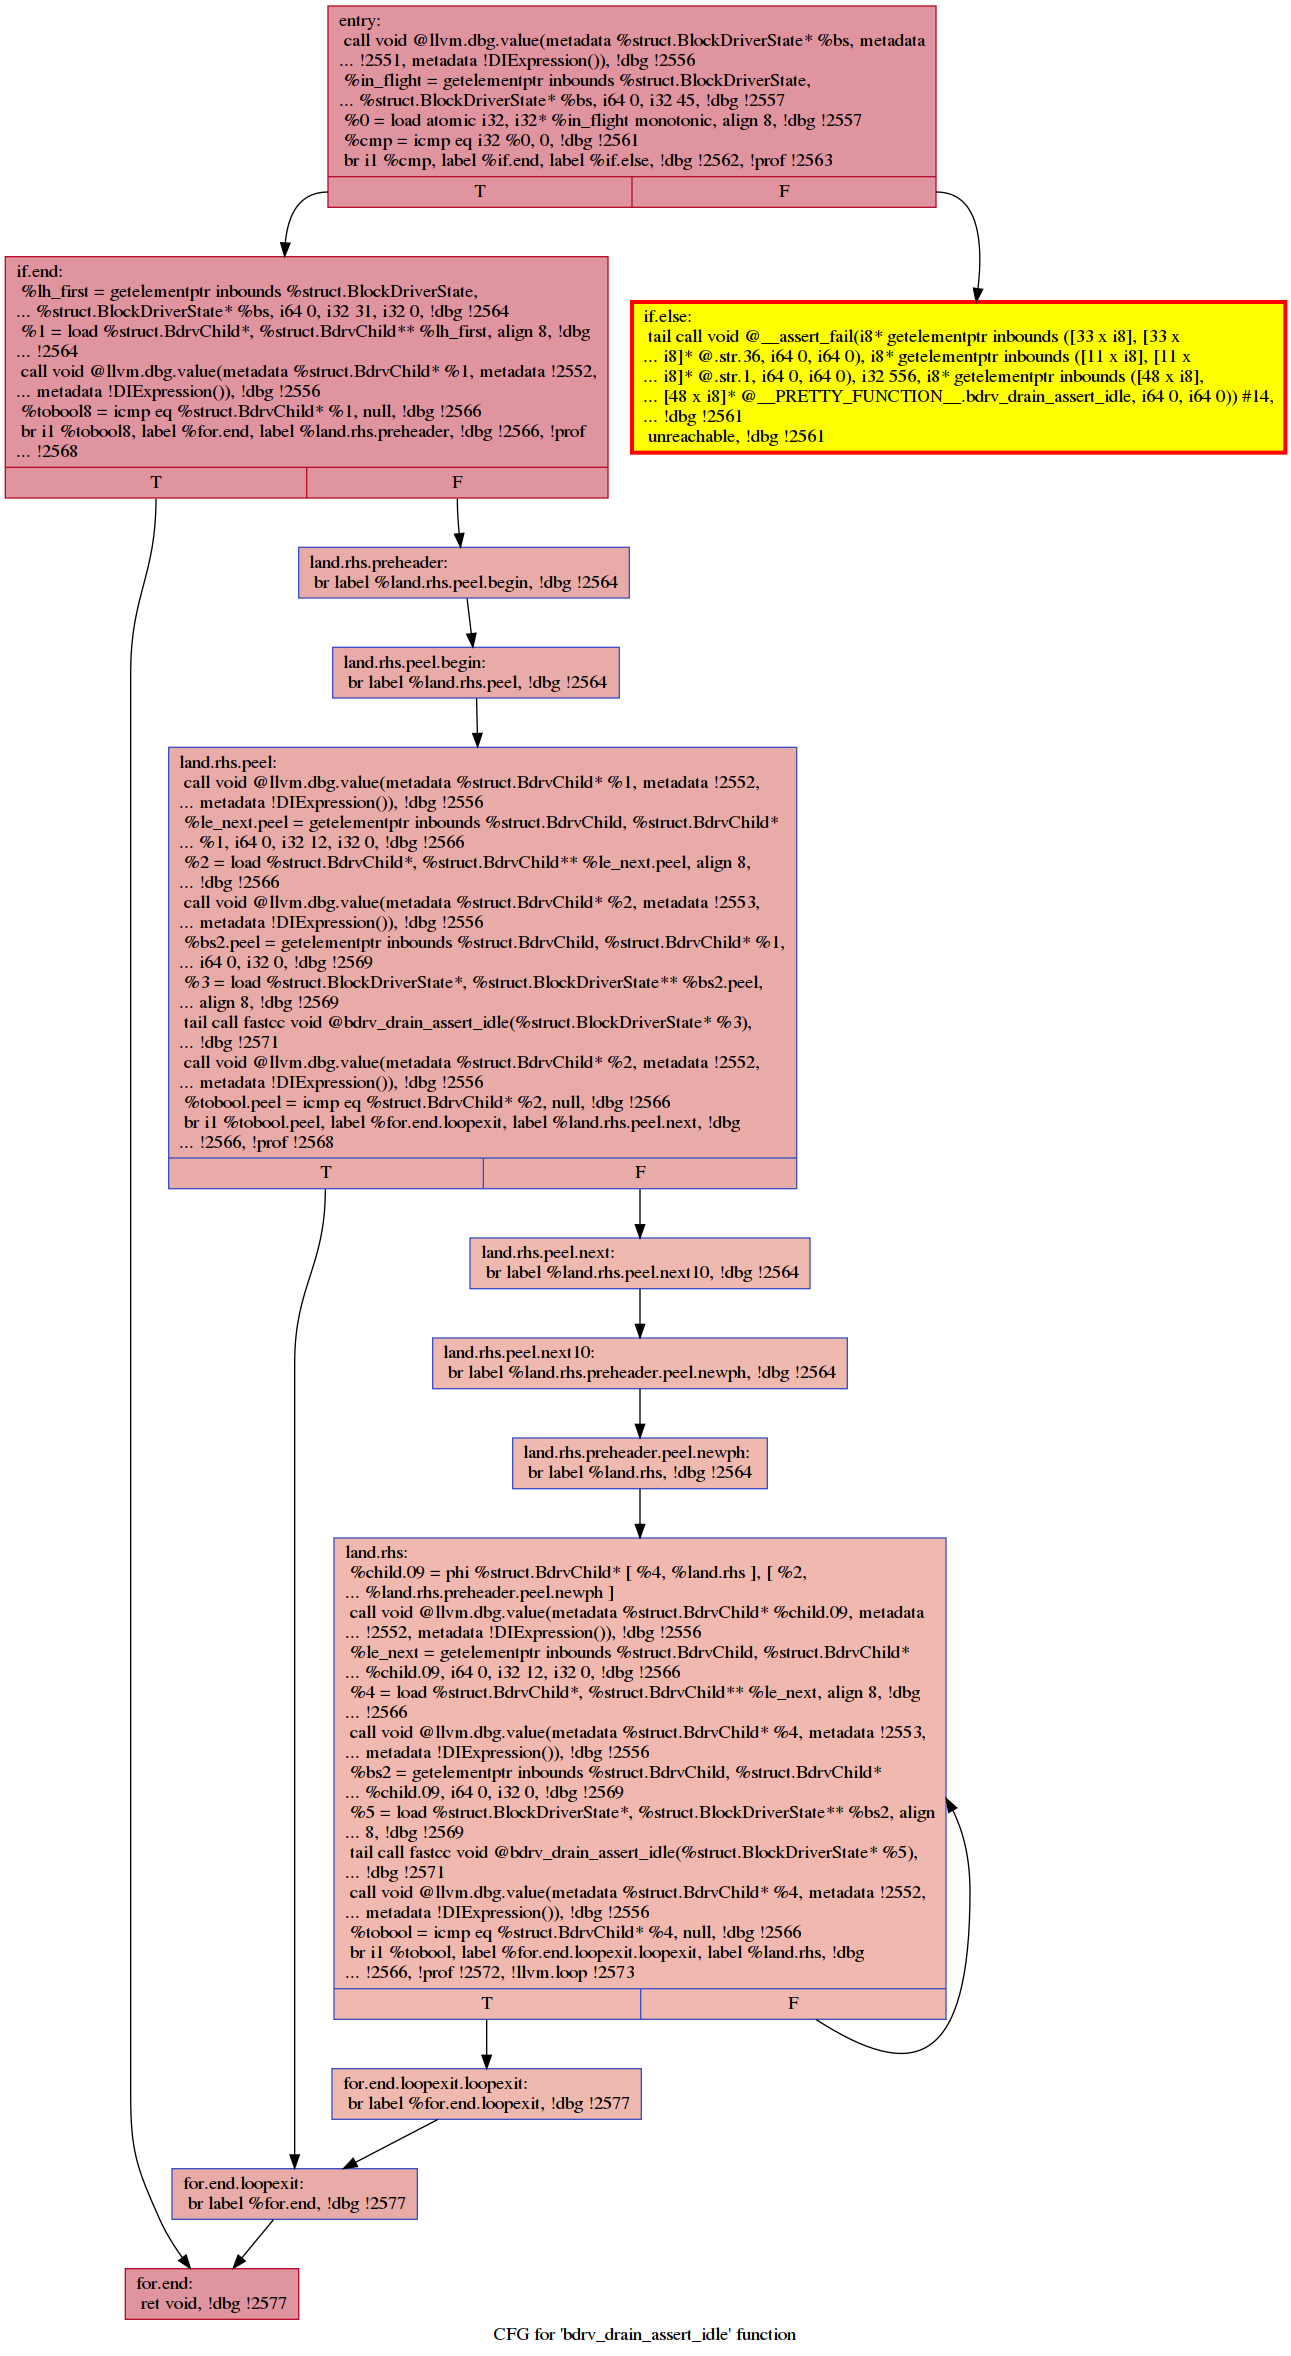 entry:
call void @llvm.dbg.value(metadata %struct.BlockDriverState* %bs, metadata
... !2551, metadata !DIExpression()), !dbg !2556
%in_flight = getelementptr inbounds %struct.BlockDriverState,
... %struct.BlockDriverState* %bs, i64 0, i32 45, !dbg !2557
%0 = load atomic i32, i32* %in_flight monotonic, align 8, !dbg !2557
%cmp = icmp eq i32 %0, 0, !dbg !2561
br i1 %cmp, label %if.end, label %if.else, !dbg !2562, !prof !2563
T F
if.end:
%lh_first = getelementptr inbounds %struct.BlockDriverState,
... %struct.BlockDriverState* %bs, i64 0, i32 31, i32 0, !dbg !2564
%1 = load %struct.BdrvChild*, %struct.BdrvChild** %lh_first, align 8, !dbg
... !2564
call void @llvm.dbg.value(metadata %struct.BdrvChild* %1, metadata !2552,
... metadata !DIExpression()), !dbg !2556
%tobool8 = icmp eq %struct.BdrvChild* %1, null, !dbg !2566
br i1 %tobool8, label %for.end, label %land.rhs.preheader, !dbg !2566, !prof
... !2568
T F
if.else:
tail call void @__assert_fail(i8* getelementptr inbounds ([33 x i8], [33 x
... i8]* @.str.36, i64 0, i64 0), i8* getelementptr inbounds ([11 x i8], [11 x
... i8]* @.str.1, i64 0, i64 0), i32 556, i8* getelementptr inbounds ([48 x i8],
... [48 x i8]* @__PRETTY_FUNCTION__.bdrv_drain_assert_idle, i64 0, i64 0)) #14,
... !dbg !2561
unreachable, !dbg !2561
land.rhs.preheader:
br label %land.rhs.peel.begin, !dbg !2564
land.rhs.peel.begin:
br label %land.rhs.peel, !dbg !2564
land.rhs.peel:
call void @llvm.dbg.value(metadata %struct.BdrvChild* %1, metadata !2552,
... metadata !DIExpression()), !dbg !2556
%le_next.peel = getelementptr inbounds %struct.BdrvChild, %struct.BdrvChild*
... %1, i64 0, i32 12, i32 0, !dbg !2566
%2 = load %struct.BdrvChild*, %struct.BdrvChild** %le_next.peel, align 8,
... !dbg !2566
call void @llvm.dbg.value(metadata %struct.BdrvChild* %2, metadata !2553,
... metadata !DIExpression()), !dbg !2556
%bs2.peel = getelementptr inbounds %struct.BdrvChild, %struct.BdrvChild* %1,
... i64 0, i32 0, !dbg !2569
%3 = load %struct.BlockDriverState*, %struct.BlockDriverState** %bs2.peel,
... align 8, !dbg !2569
tail call fastcc void @bdrv_drain_assert_idle(%struct.BlockDriverState* %3),
... !dbg !2571
call void @llvm.dbg.value(metadata %struct.BdrvChild* %2, metadata !2552,
... metadata !DIExpression()), !dbg !2556
%tobool.peel = icmp eq %struct.BdrvChild* %2, null, !dbg !2566
br i1 %tobool.peel, label %for.end.loopexit, label %land.rhs.peel.next, !dbg
... !2566, !prof !2568
T F
land.rhs.peel.next:
br label %land.rhs.peel.next10, !dbg !2564
land.rhs.peel.next10:
br label %land.rhs.preheader.peel.newph, !dbg !2564
land.rhs.preheader.peel.newph:
br label %land.rhs, !dbg !2564
land.rhs:
%child.09 = phi %struct.BdrvChild* [ %4, %land.rhs ], [ %2,
... %land.rhs.preheader.peel.newph ]
call void @llvm.dbg.value(metadata %struct.BdrvChild* %child.09, metadata
... !2552, metadata !DIExpression()), !dbg !2556
%le_next = getelementptr inbounds %struct.BdrvChild, %struct.BdrvChild*
... %child.09, i64 0, i32 12, i32 0, !dbg !2566
%4 = load %struct.BdrvChild*, %struct.BdrvChild** %le_next, align 8, !dbg
... !2566
call void @llvm.dbg.value(metadata %struct.BdrvChild* %4, metadata !2553,
... metadata !DIExpression()), !dbg !2556
%bs2 = getelementptr inbounds %struct.BdrvChild, %struct.BdrvChild*
... %child.09, i64 0, i32 0, !dbg !2569
%5 = load %struct.BlockDriverState*, %struct.BlockDriverState** %bs2, align
... 8, !dbg !2569
tail call fastcc void @bdrv_drain_assert_idle(%struct.BlockDriverState* %5),
... !dbg !2571
call void @llvm.dbg.value(metadata %struct.BdrvChild* %4, metadata !2552,
... metadata !DIExpression()), !dbg !2556
%tobool = icmp eq %struct.BdrvChild* %4, null, !dbg !2566
br i1 %tobool, label %for.end.loopexit.loopexit, label %land.rhs, !dbg
... !2566, !prof !2572, !llvm.loop !2573
T F
for.end.loopexit.loopexit:
br label %for.end.loopexit, !dbg !2577
for.end.loopexit:
br label %for.end, !dbg !2577
for.end:
ret void, !dbg !2577
CFG for 'bdrv_drain_assert_idle' function